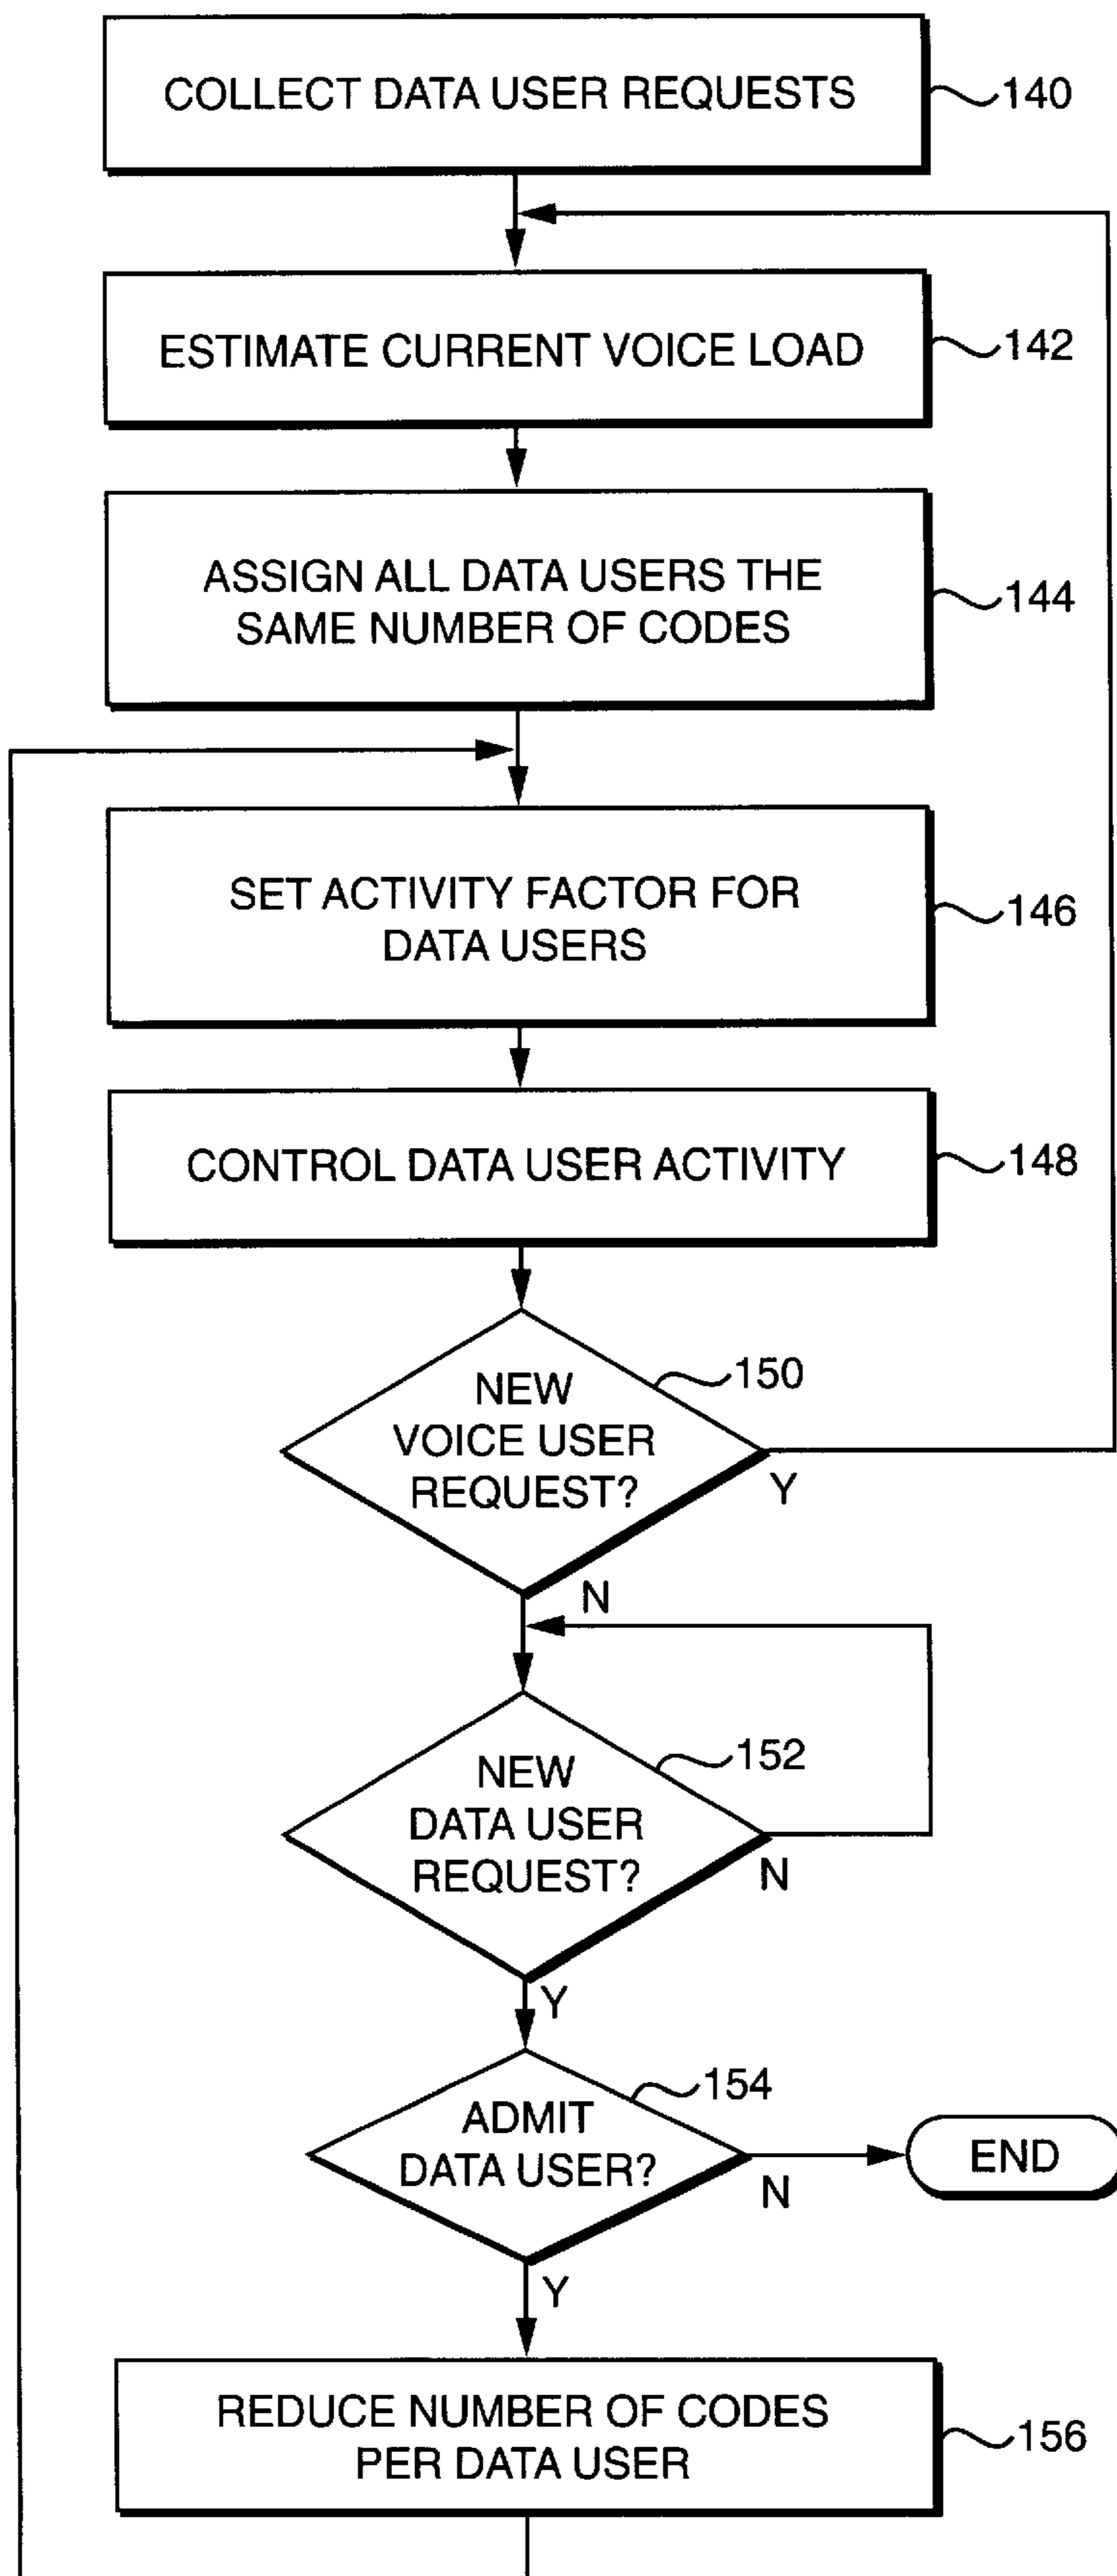 COLLECT DATA USER REQUESTS
140
ESTIMATE CURRENT VOICE LOAD
142
ASSIGN ALL DATA USERS THE
SAME NUMBER OF CODES
144
SET ACTIVITY FACTOR FOR
DATA USERS
146
CONTROL DATA USER ACTIVITY
148
NEW
VOICE USER
REQUEST?
150
Y
N
NEW
DATA USER
REQUEST?
152
N
Y
ADMIT
DATA USER?
154
N
END
Y
REDUCE NUMBER OF CODES
PER DATA USER
156